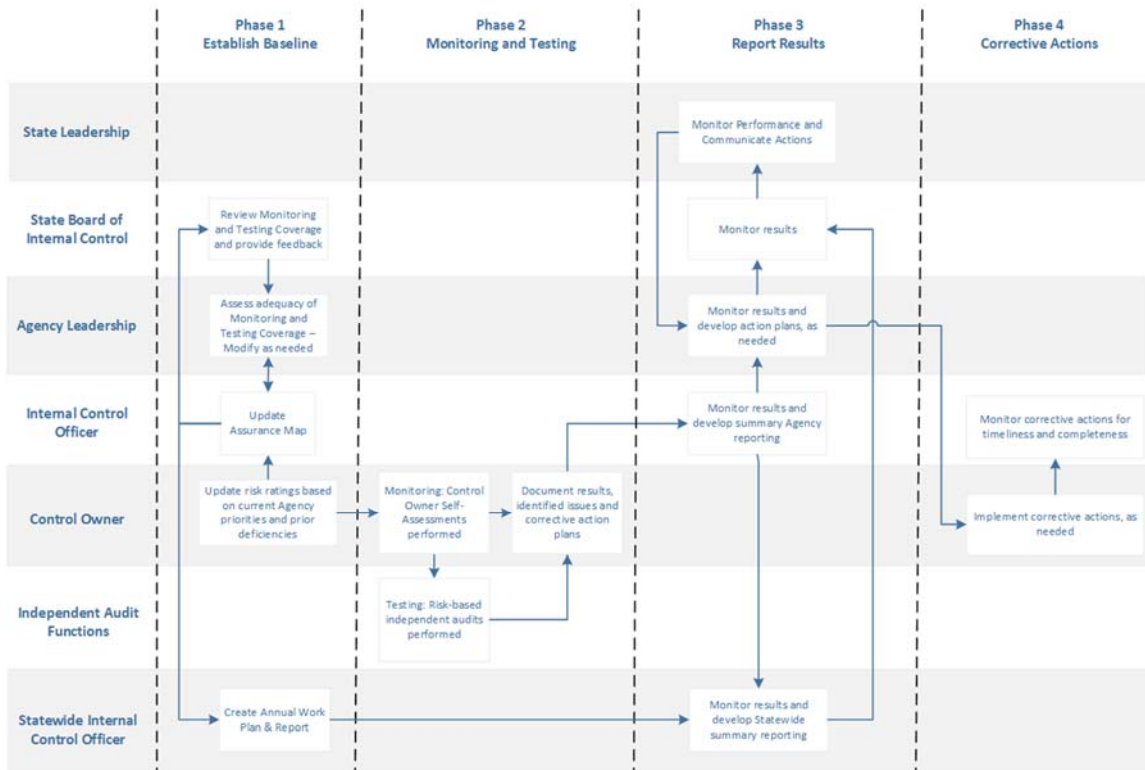 Phase 1
Establish Baseline
Phase 2
Monitoring and Testing
Phase 3
Report Results
Phase 4
Corrective Actions
State Leadership
Monitor Performance and
Communicate Actions
State Board of
Internal Control
Review Monitoring
and Testing Coverage
and provide feedback
Monitor results
Agency Leadership
Assess adequacy of
Monitoring and
Testing Coverage –
Modify as needed
Monitor results and
develop action plans, as
needed
Internal Control
Officer
Update
Assurance Map
Monitor results and
develop summary Agency
reporting
Monitor corrective actions for
timeliness and completeness
Control Owner
Update risk ratings based
on current Agency
priorities and prior
deficiencies
Monitoring: Control
Owner Self-
Assessments
performed
Document results,
identified issues and
corrective action
plans
Implement corrective actions, as
needed
Independent Audit
Functions
Testing: Risk-based
independent audits
performed
Statewide Internal
Control Officer
Create Annual Work
Plan & Report
Monitor results and
develop Statewide
summary reporting